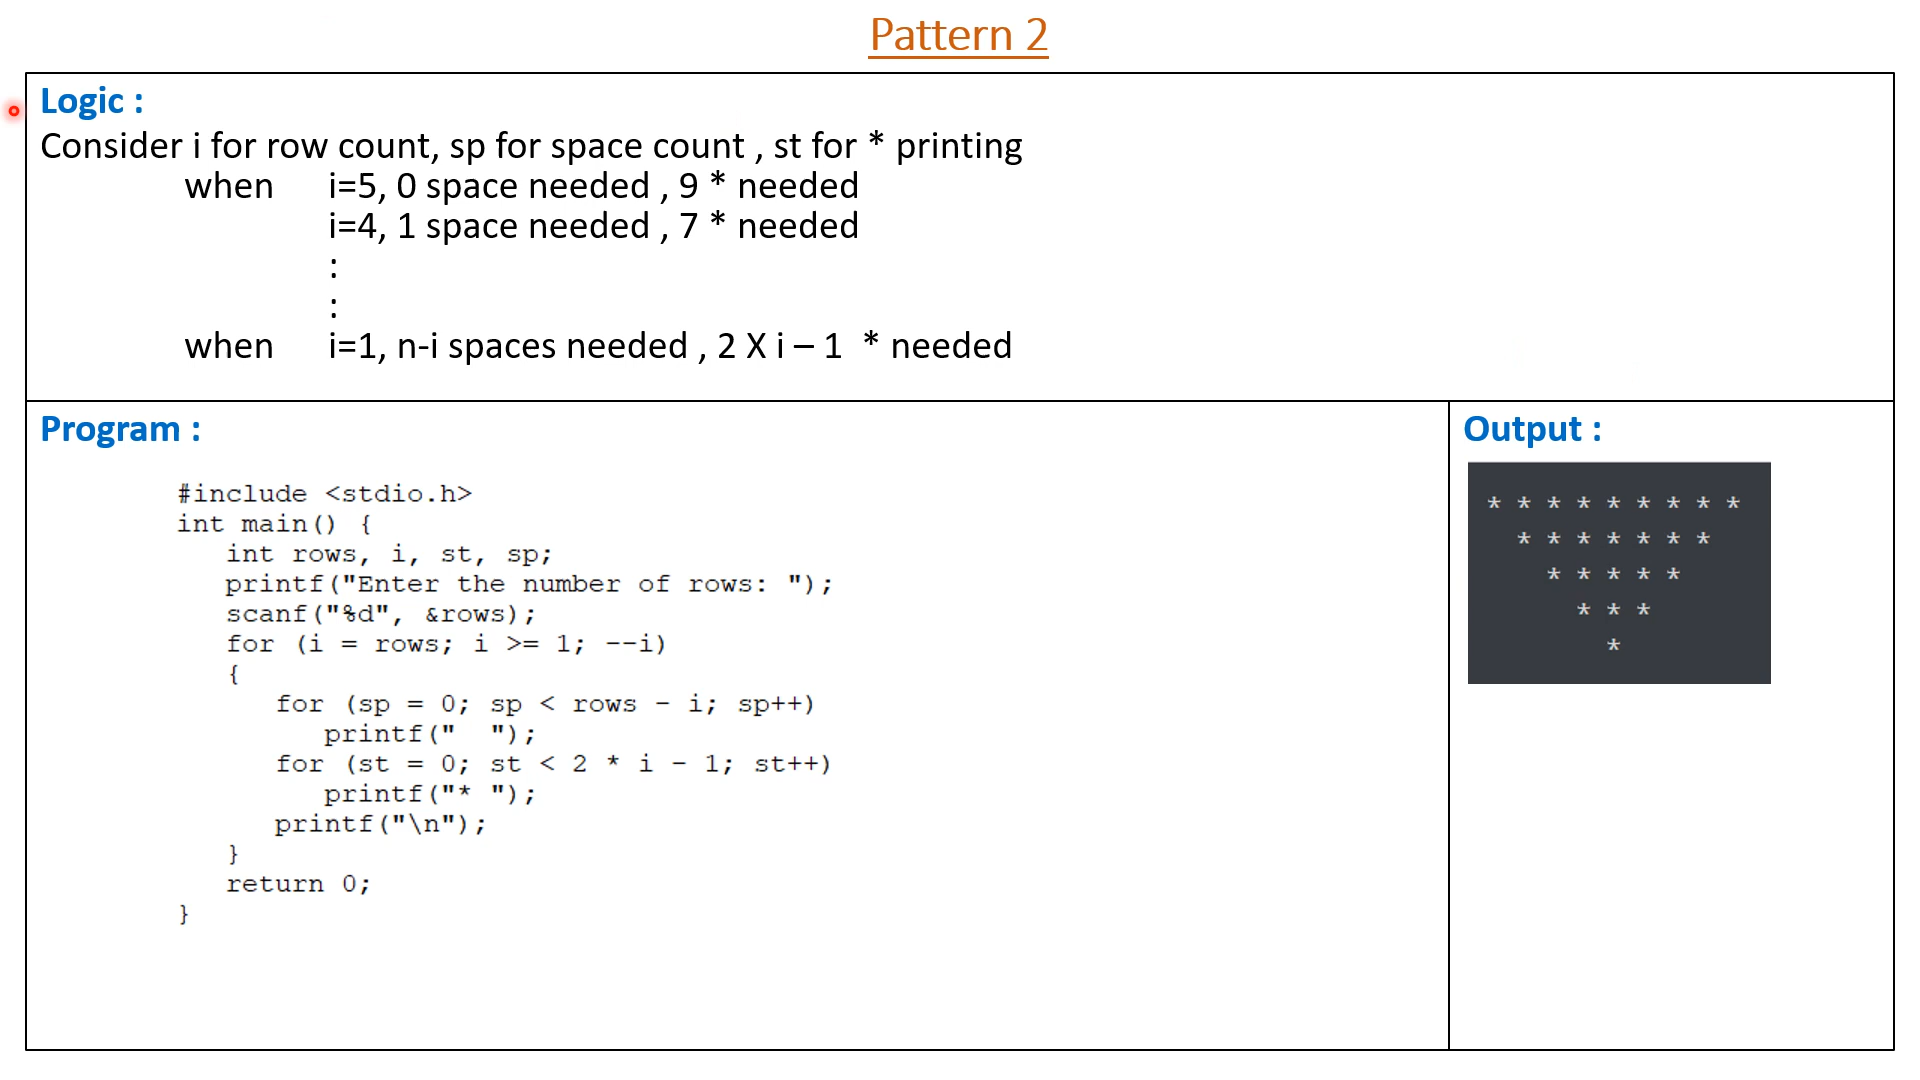 Pattern 2
Logic :
Consider i for row count, sp for space count , st for * printing
when i=5, 0 space needed , 9 * needed
i=4, 1 space needed , 7 * needed
:
:
when i=1, n-i spaces needed , 2 X i – 1 * needed
Program :
#include <stdio.h>
int main() {
   int rows, i, st, sp;
   printf("Enter the number of rows: ");
   scanf("%d", &rows);
   for (i = rows; i >= 1; --i)
   {
      for (sp = 0; sp < rows - i; sp++)
         printf("  ");
      for (st = 0; st < 2 * i - 1; st++)
         printf("* ");
      printf("\n");
   }
   return 0;
}
Output :
* * * * * * * * *
  * * * * * * *
    * * * * *
      * * *
        *